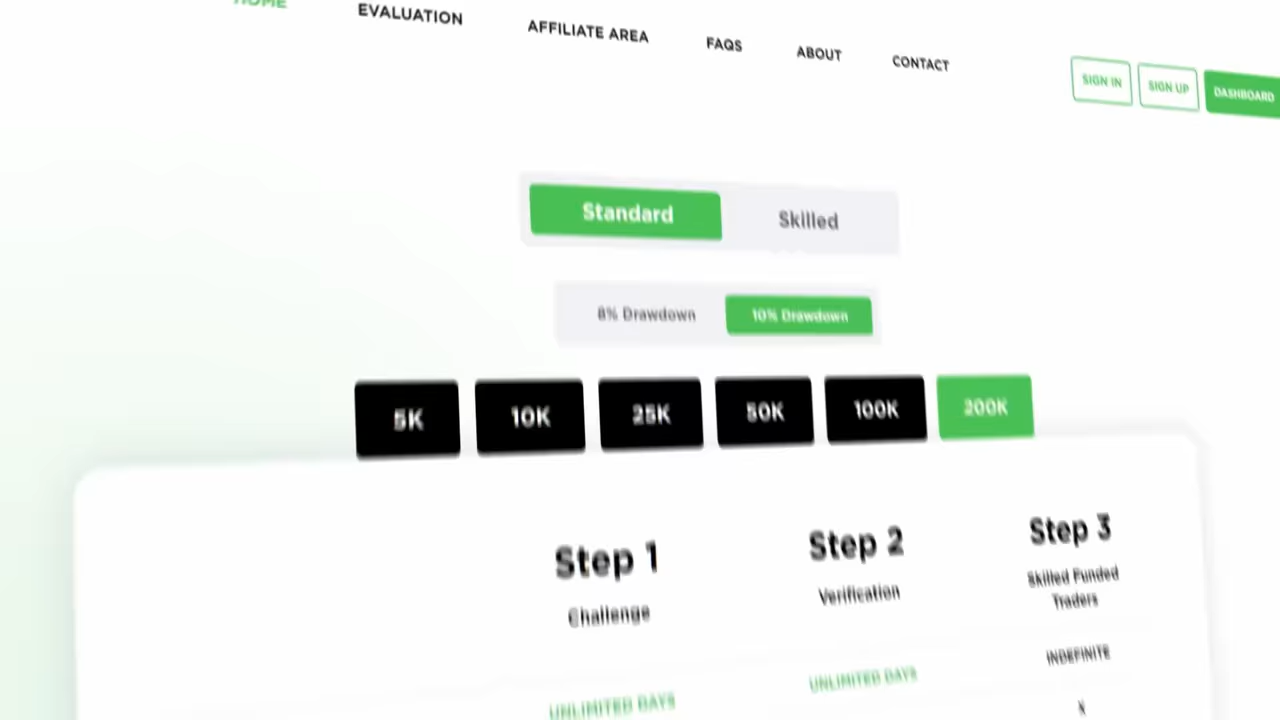 HOME
EVALUATION
AFFILIATE AREA
FAQS
ABOUT
CONTACT
SIGN IN
SIGN UP
DASHBOARD
Standard
Skilled
8% Drawdown
10% Drawdown
5K
10K
25K
50K
100K
200K
Step 1
Challenge
Step 2
Verification
Step 3
Skilled Funded
Traders
UNLIMITED DAYS
UNLIMITED DAYS
INDEFINITE